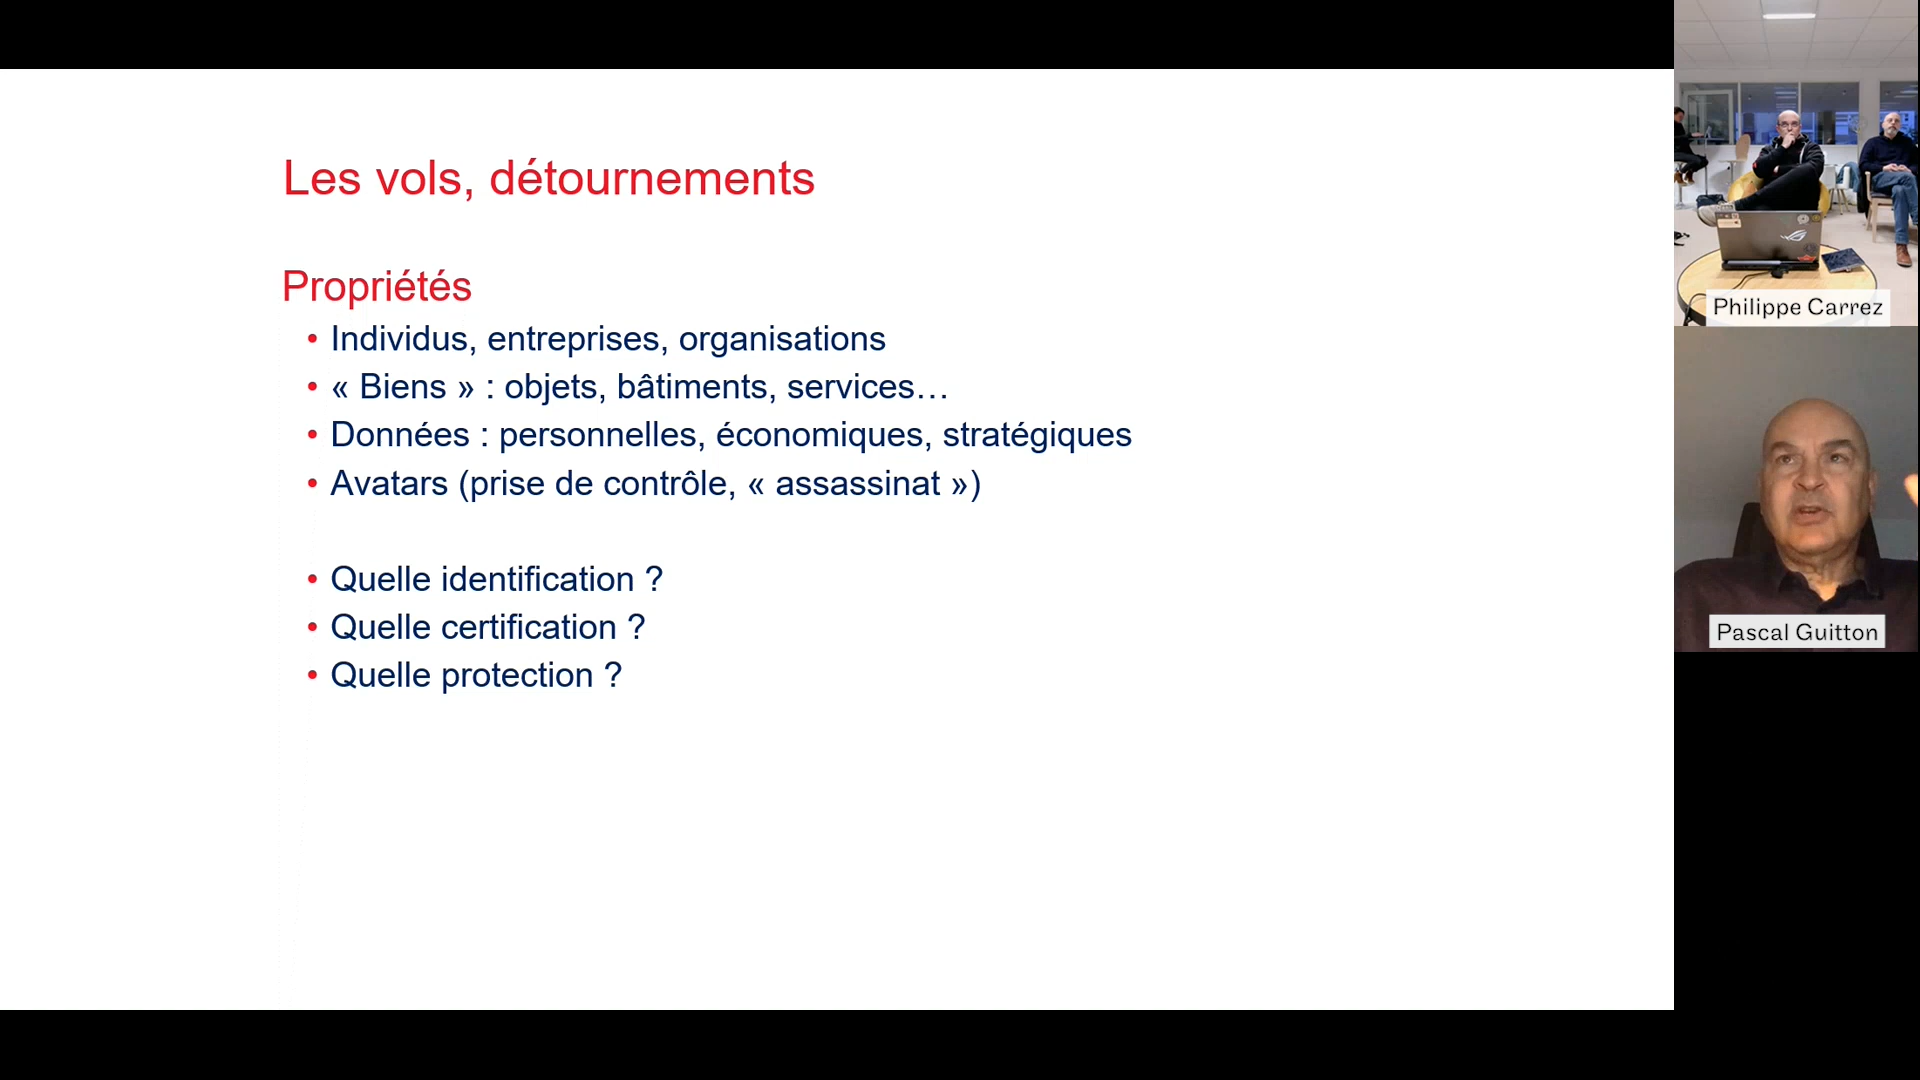 Les vols, détournements
Propriétés
• Individus, entreprises, organisations
• « Biens » : objets, bâtiments, services…
• Données : personnelles, économiques, stratégiques
• Avatars (prise de contrôle, « assassinat »)
• Quelle identification ?
• Quelle certification ?
• Quelle protection ?
Philippe Carrez
Pascal Guitton